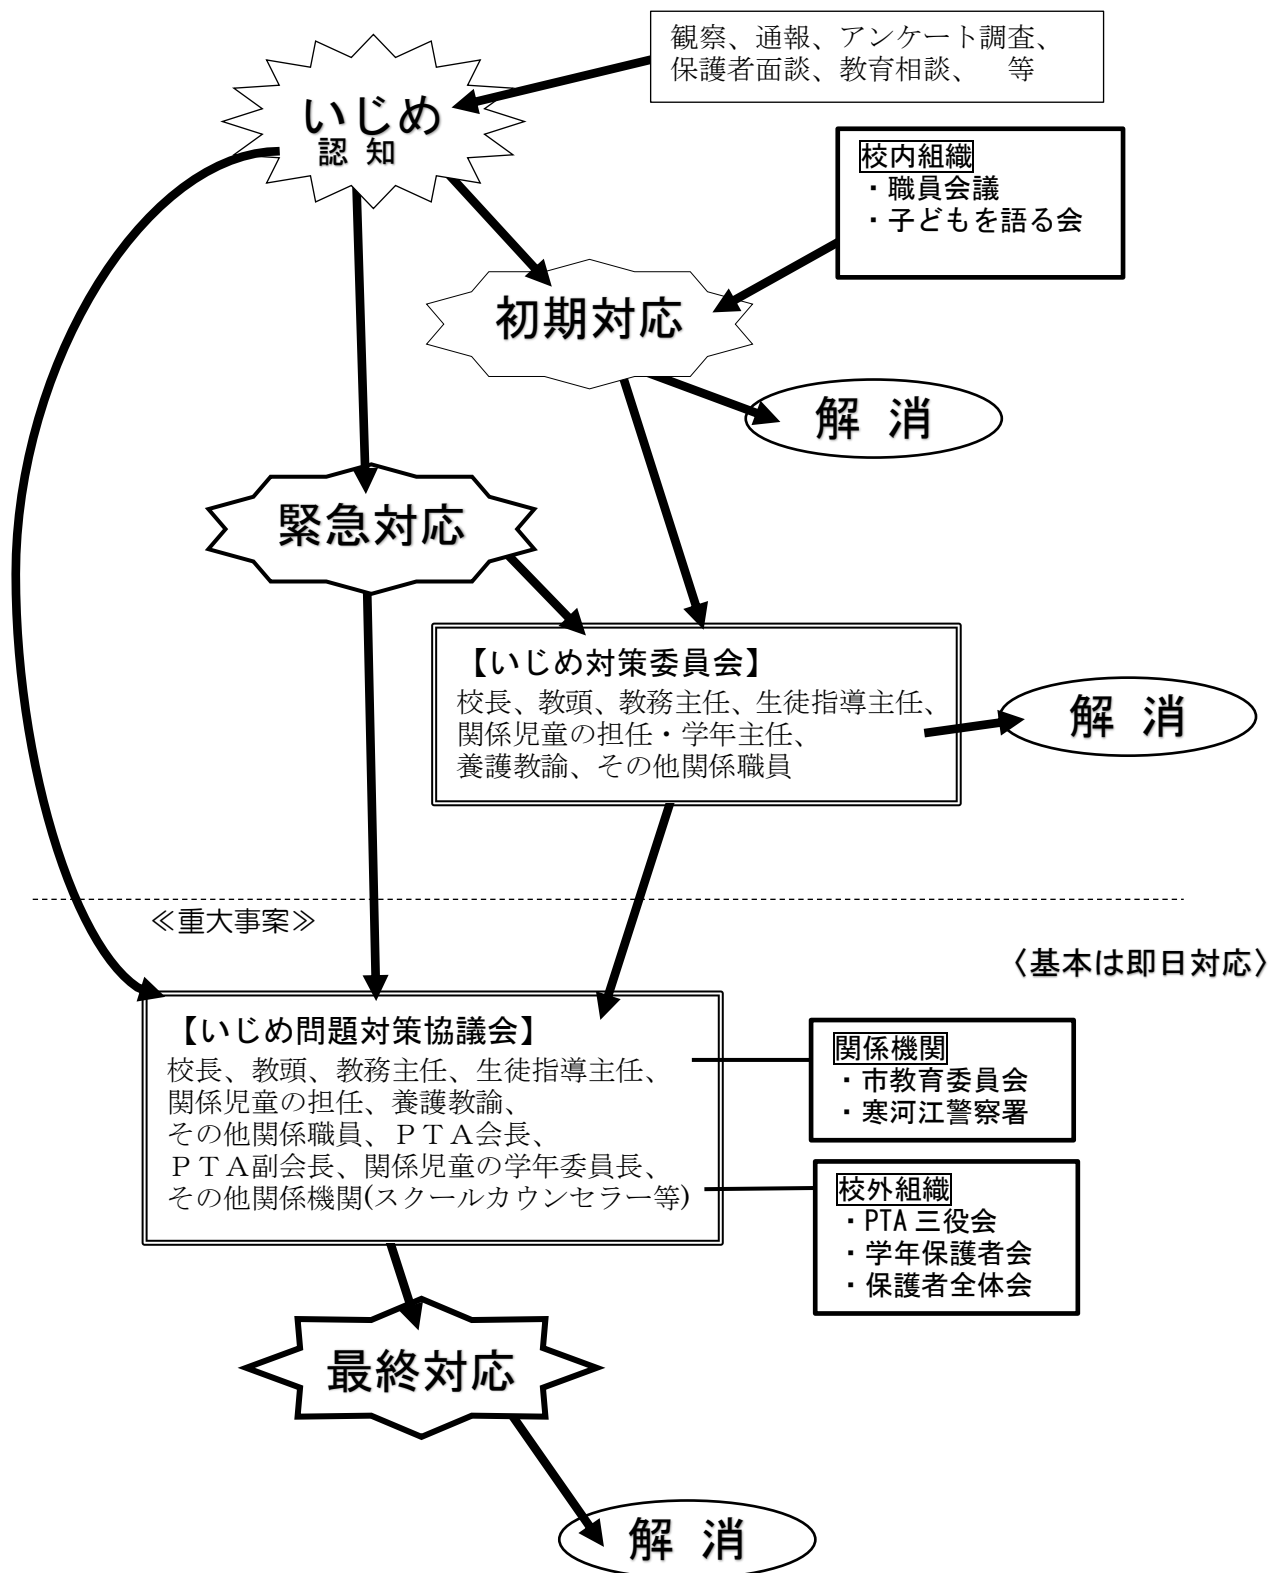 観察、通報、アンケート調査、
保護者面談、教育相談、　等
いじめ
認 知
校内組織
・職員会議
・子どもを語る会
初期対応
解 消
緊急対応
【いじめ対策委員会】
校長、教頭、教務主任、生徒指導主任、
関係児童の担任・学年主任、
養護教諭、その他関係職員
解 消
≪重大事案≫
〈基本は即日対応〉
【いじめ問題対策協議会】
校長、教頭、教務主任、生徒指導主任、
関係児童の担任、養護教諭、
その他関係職員、ＰＴＡ会長、
ＰＴＡ副会長、関係児童の学年委員長、
その他関係機関(スクールカウンセラー等)
関係機関
・市教育委員会
・寒河江警察署
校外組織
・PTA 三役会
・学年保護者会
・保護者全体会
最終対応
解 消